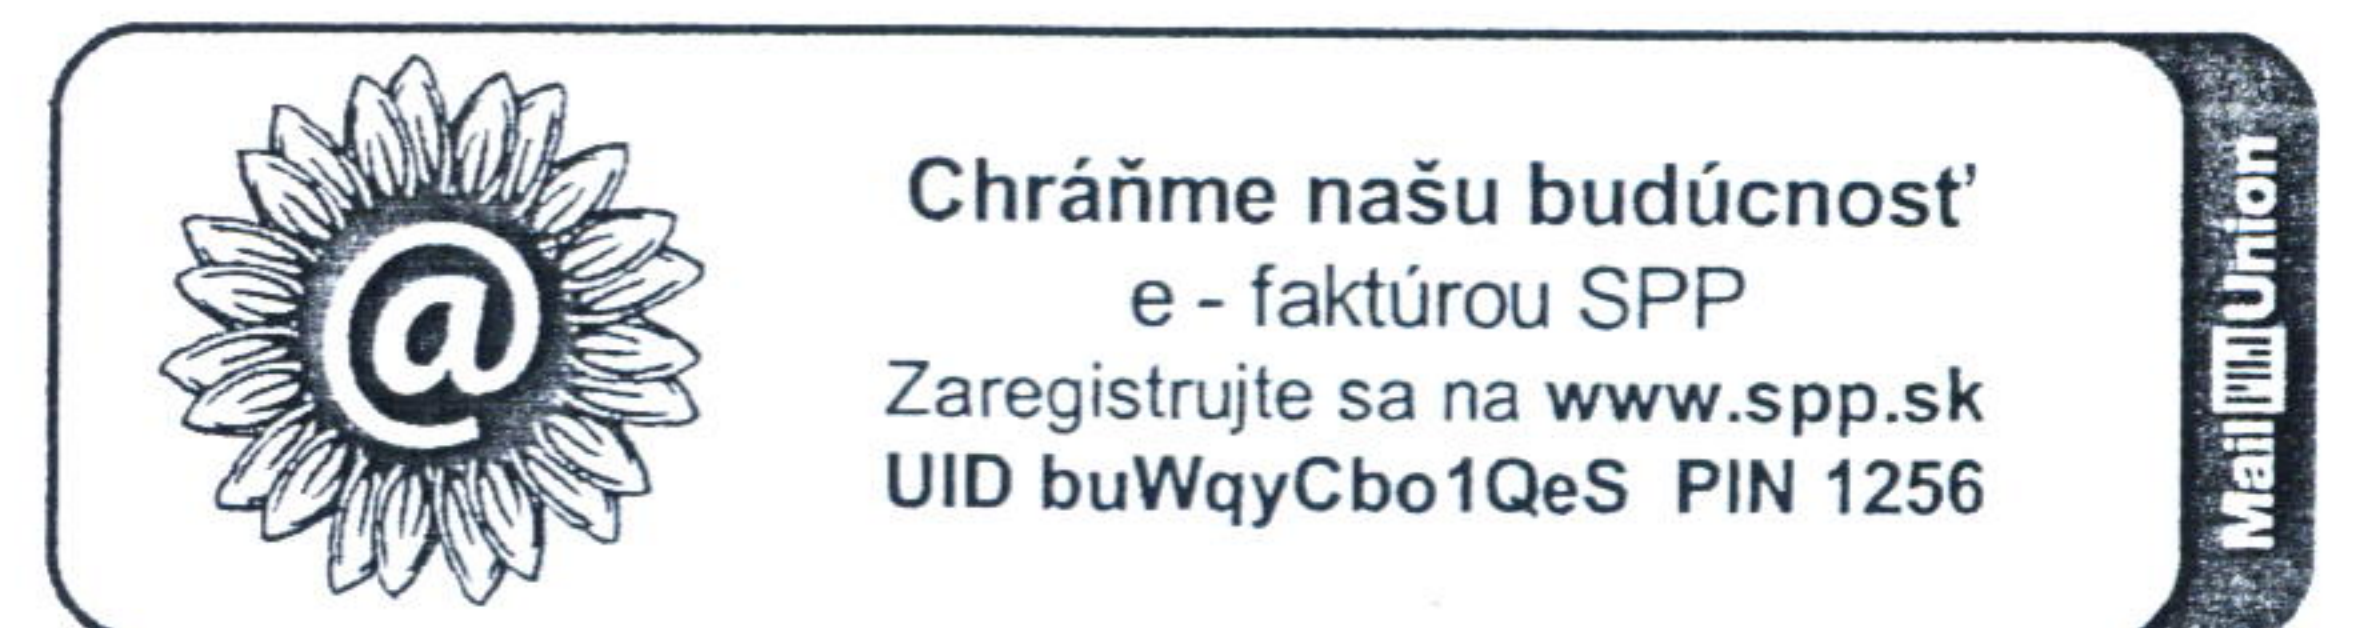 @
Chráňme našu budúcnosť
e - faktúrou SPP
Zaregistrujte sa na www.spp.sk
UID buWqyCbo1QeS PIN 1256
Mail Union